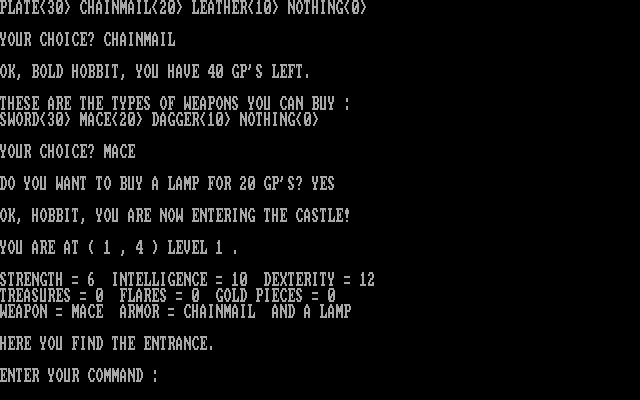 PLATE<30> CHAINMAIL<20> LEATHER<10> NOTHING<0>
YOUR CHOICE? CHAINMAIL
OK, BOLD HOBBIT, YOU HAVE 40 GP'S LEFT.
THESE ARE THE TYPES OF WEAPONS YOU CAN BUY :
SWORD<30> MACE<20> DAGGER<10> NOTHING<0>
YOUR CHOICE? MACE
DO YOU WANT TO BUY A LAMP FOR 20 GP'S? YES
OK, HOBBIT, YOU ARE NOW ENTERING THE CASTLE!
YOU ARE AT ( 1 , 4 ) LEVEL 1 .
STRENGTH = 6  INTELLIGENCE = 10  DEXTERITY = 12
TREASURES = 0  FLARES = 0  GOLD PIECES = 0
WEAPON = MACE  ARMOR = CHAINMAIL  AND A LAMP
HERE YOU FIND THE ENTRANCE.
ENTER YOUR COMMAND :